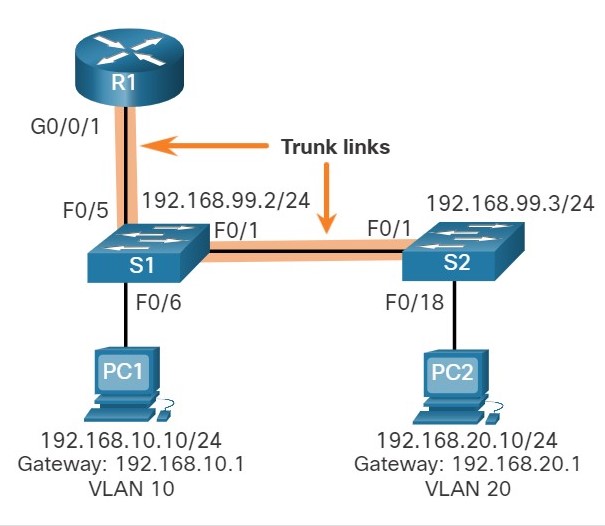 R1
G0/0/1
Trunk links
F0/5
192.168.99.2/24
192.168.99.3/24
F0/1
F0/1
S1
S2
F0/6
F0/18
PC1
PC2
192.168.10.10/24
Gateway: 192.168.10.1
VLAN 10
192.168.20.10/24
Gateway: 192.168.20.1
VLAN 20